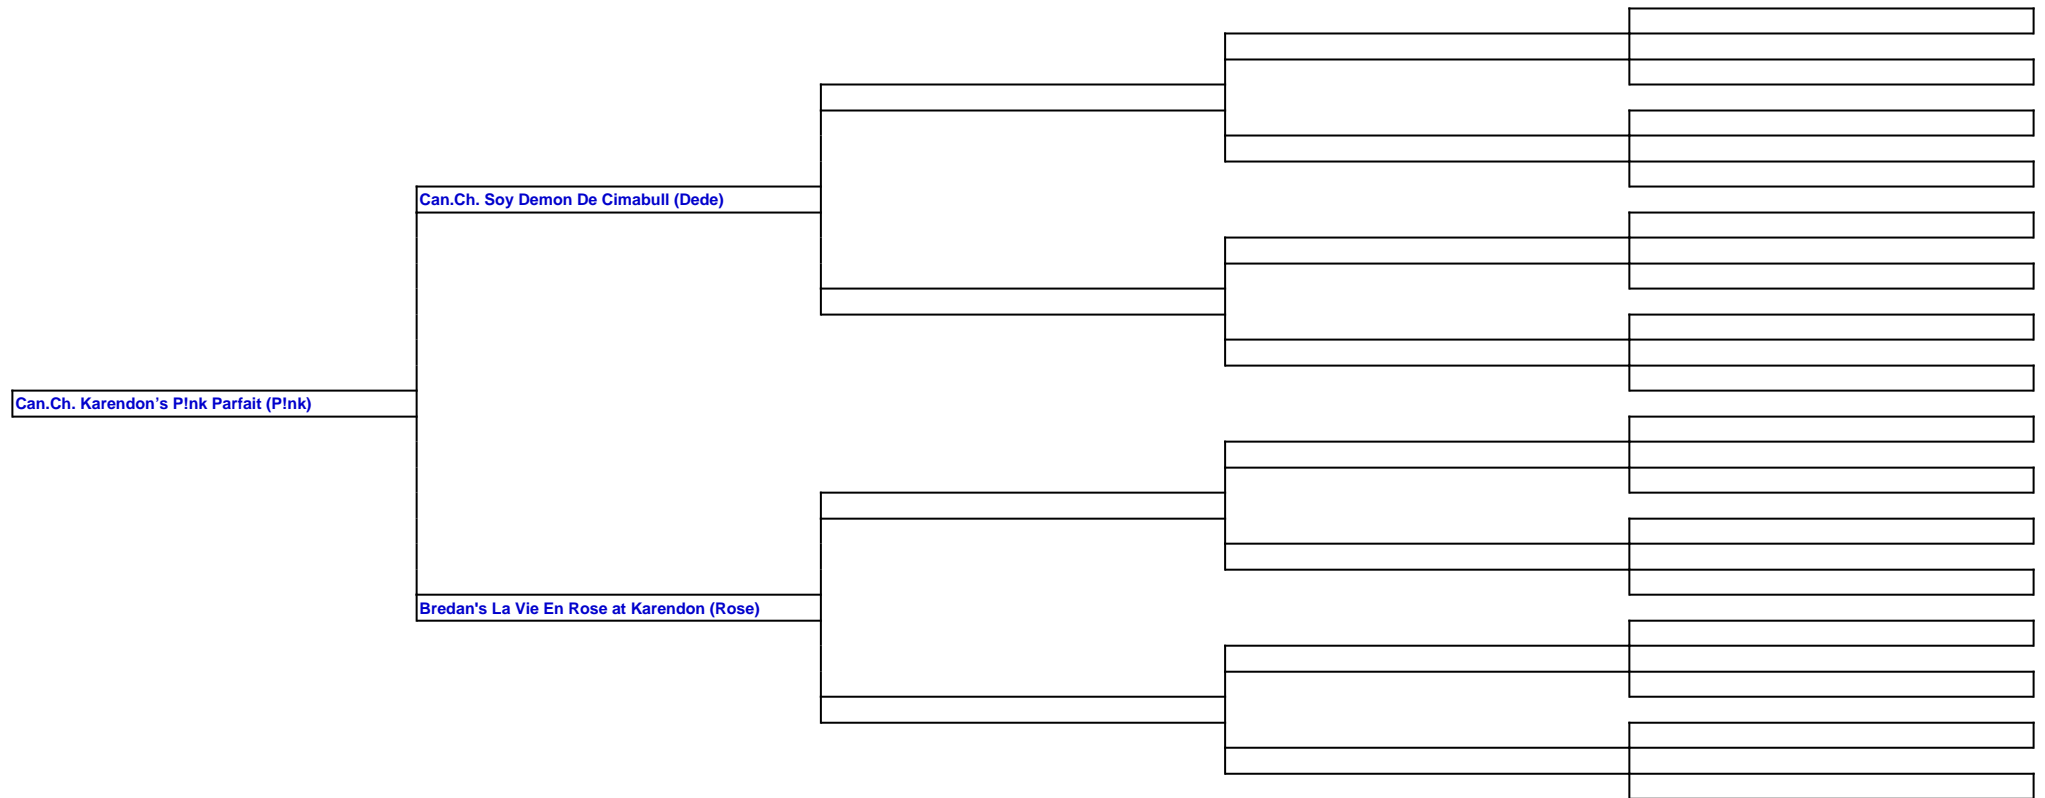 Can.Ch. Soy Demon De Cimabull (Dede)
Can.Ch. Karendon’s P!nk Parfait (P!nk)
Bredan's La Vie En Rose at Karendon (Rose)